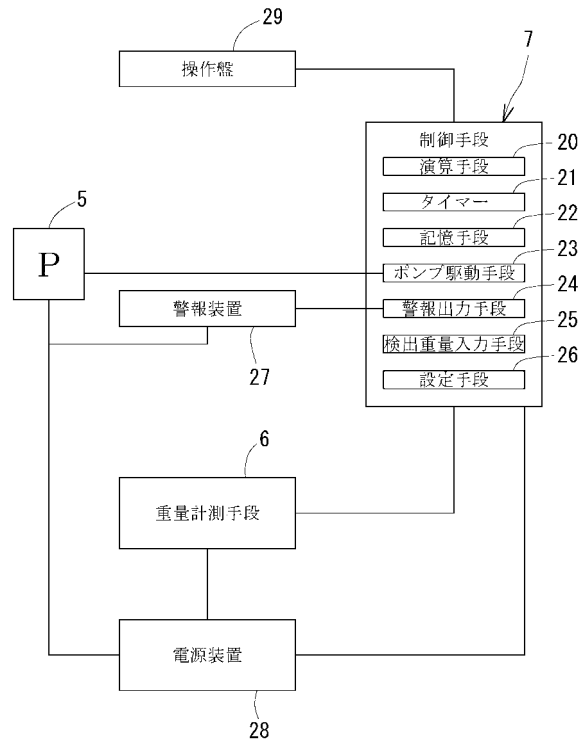 29
操作盤
7
制御手段
20
演算手段
21
タイマー
22
記憶手段
5
P
23
ポンプ駆動手段
24
警報装置
警報出力手段
25
検出重量入力手段
27
26
設定手段
6
重量計測手段
電源装置
28